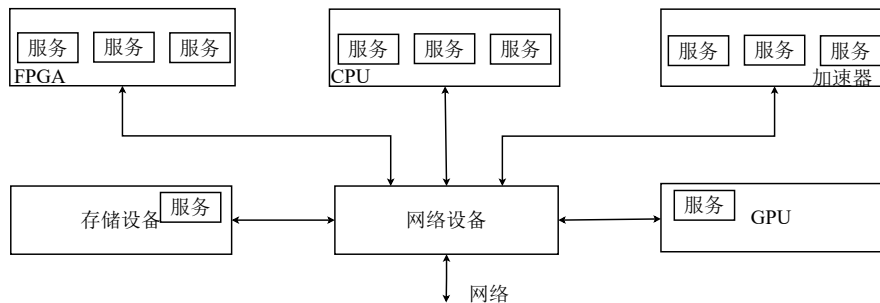 服务 服务 服务
FPGA
服务 服务 服务
CPU
服务 服务 服务
加速器
存储设备 服务
网络设备
服务
GPU
网络